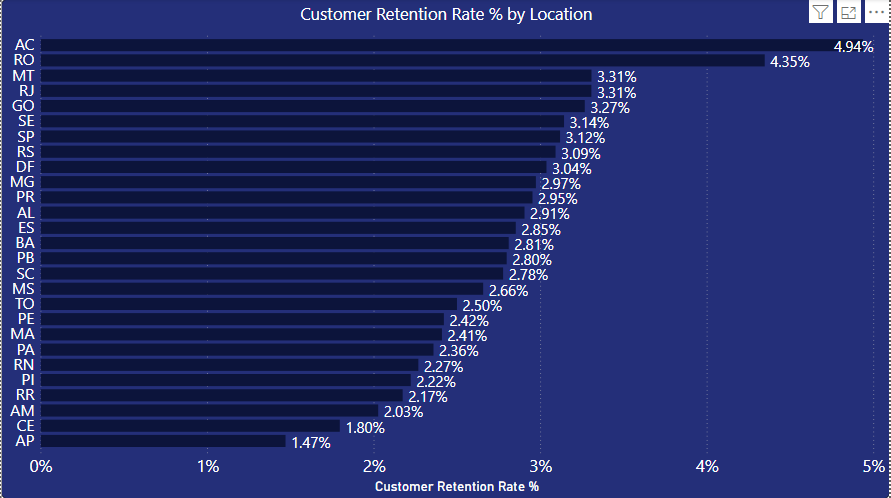 Customer Retention Rate % by Location
AC 4.94%
RO 4.35%
MT 3.31%
RJ 3.31%
GO 3.27%
SE 3.14%
SP 3.12%
RS 3.09%
DF 3.04%
MG 2.97%
PR 2.95%
AL 2.91%
ES 2.85%
BA 2.81%
PB 2.80%
SC 2.78%
MS 2.66%
TO 2.50%
PE 2.42%
MA 2.41%
PA 2.36%
RN 2.27%
PI 2.22%
RR 2.17%
AM 2.03%
CE 1.80%
AP 1.47%
0% 1% 2% 3% 4% 5%
Customer Retention Rate %